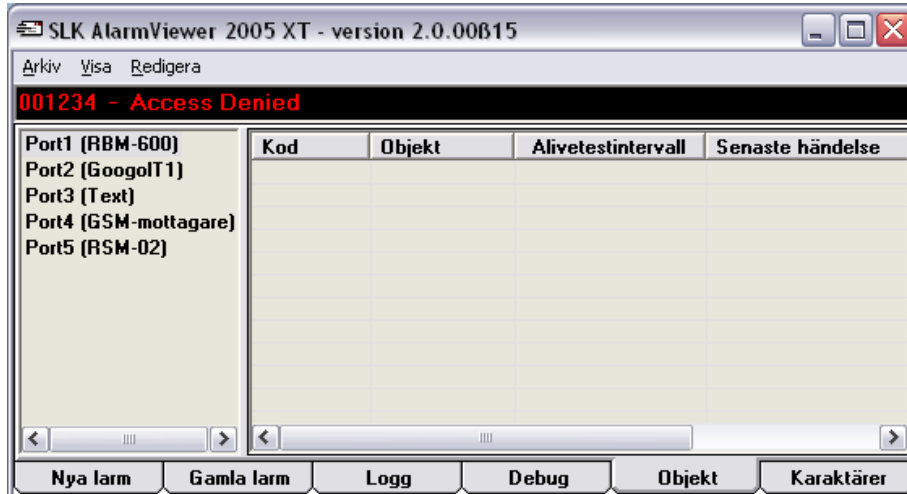 SLK AlarmViewer 2005 XT - version 2.0.00ß15
Arkiv Visa Redigera
001234 - Access Denied
Port1 (RBM-600)
Port2 (GoogolT1)
Port3 (Text)
Port4 (GSM-mottagare)
Port5 (RSM-02)
Kod Objekt Alivetestintervall Senaste händelse
Nya larm Gamla larm Logg Debug Objekt Karaktärer